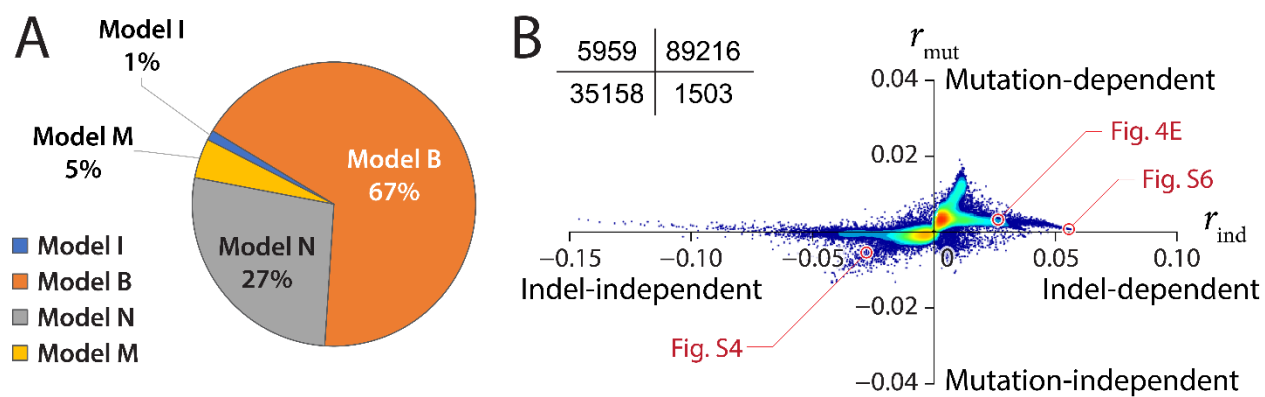 A
Model I
1%
Model M
5%
Model B
67%
Model N
27%
Model I
Model B
Model N
Model M
B
5959 89216
35158 1503
r_mut
0.04
Mutation-dependent
Fig. 4E
0.02
Fig. S6
r_ind
−0.15 −0.10 −0.05 0 0.05 0.10
Indel-independent
Indel-dependent
−0.02
Fig. S4
−0.04
Mutation-independent